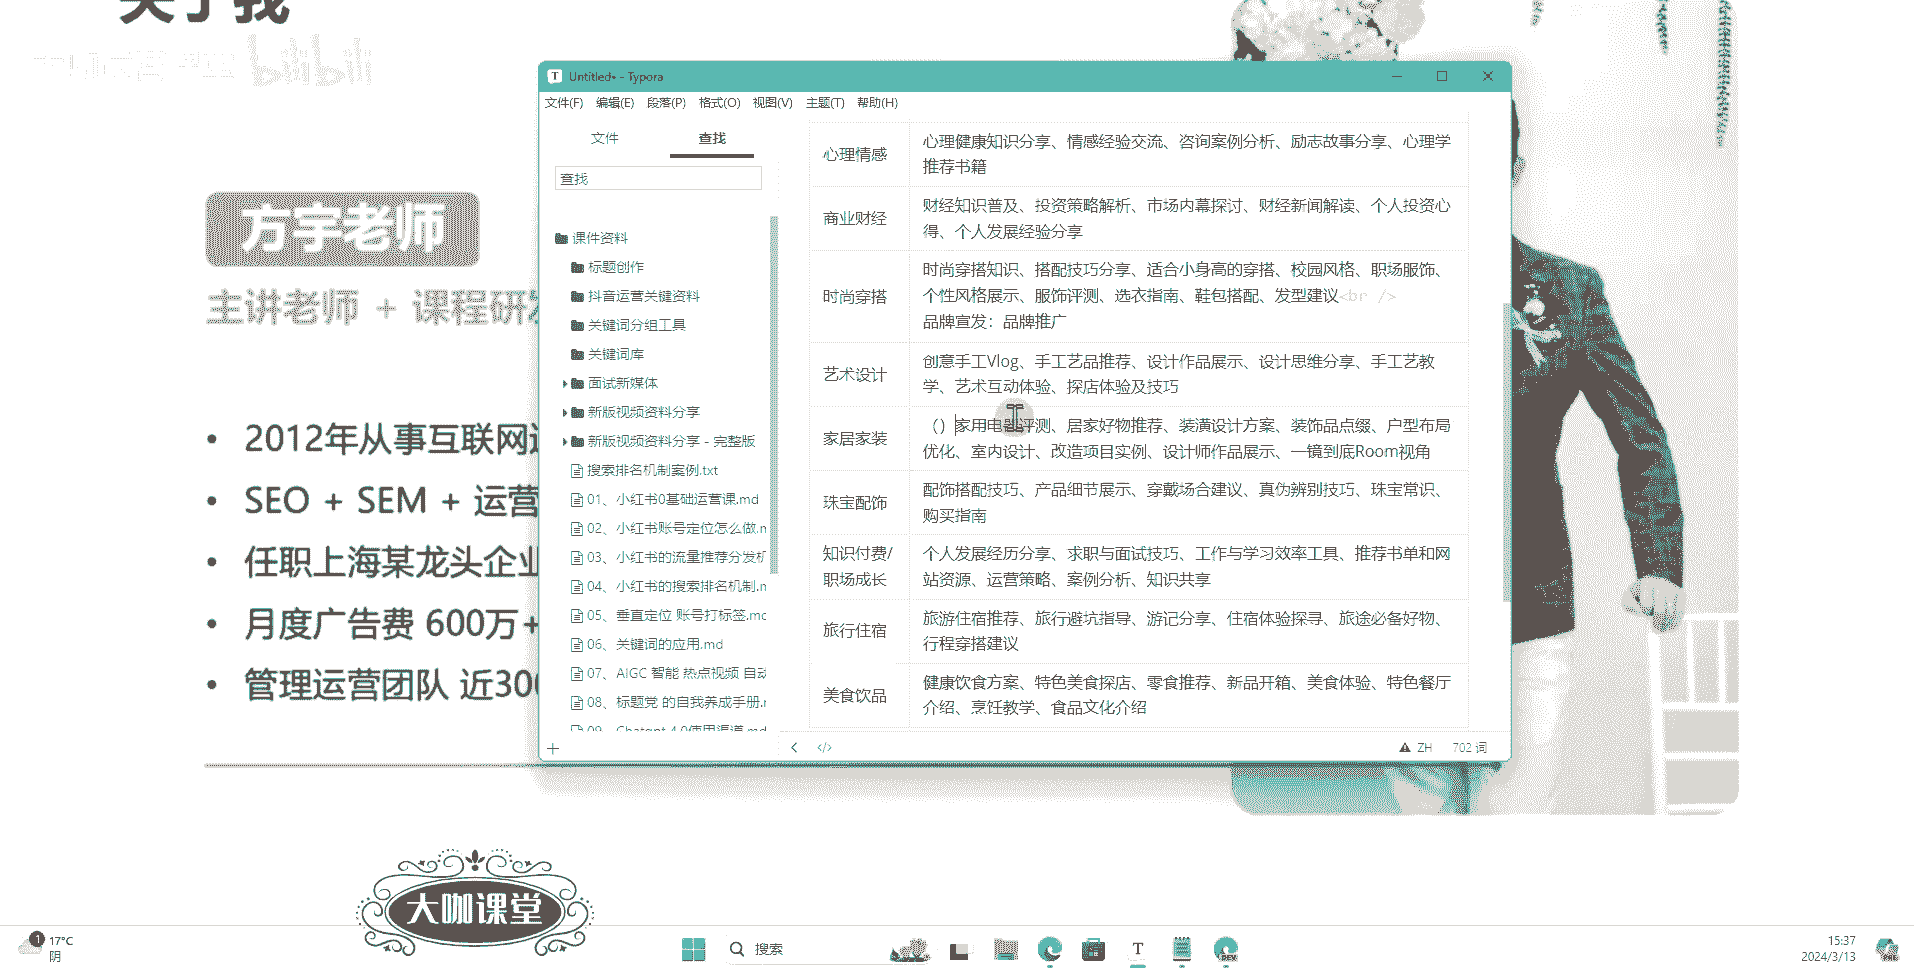 关于我
bilibili
方宇老师
主讲老师 + 课程研发
2012年从事互联网
SEO + SEM + 运营
任职上海某龙头企业
月度广告费 600万+
管理运营团队 近300
Untitled• - Typora
文件(F) 编辑(E) 段落(P) 格式(O) 视图(V) 主题(T) 帮助(H)
文件 查找
查找
课件资料
标题创作
抖音运营关键资料
关键词分组工具
关键词库
面试新媒体
新版视频资料分享
新版视频资料分享 - 完整版
搜索排名机制案例.txt
01、小红书0基础运营课.md
02、小红书账号定位怎么做.m
03、小红书的流量推荐分发机
04、小红书的搜索排名机制.m
05、垂直定位 账号打标签.mc
06、关键词的应用.md
07、AIGC 智能 热点视频 自动
08、标题党 的自我养成手册.r
09、Chatgpt 4.0使用渠道.md
心理情感
心理健康知识分享、情感经验交流、咨询案例分析、励志故事分享、心理学
推荐书籍
商业财经
财经知识普及、投资策略解析、市场内幕探讨、财经新闻解读、个人投资心
得、个人发展经验分享
时尚穿搭
时尚穿搭知识、搭配技巧分享、适合小身高的穿搭、校园风格、职场服饰、
个性风格展示、服饰评测、选衣指南、鞋包搭配、发型建议<br />
品牌宣发：品牌推广
艺术设计
创意手工Vlog、手工艺品推荐、设计作品展示、设计思维分享、手工艺教
学、艺术互动体验、探店体验及技巧
家居家装
（）家用电器评测、居家好物推荐、装潢设计方案、装饰品点缀、户型布局
优化、室内设计、改造项目实例、设计师作品展示、一镜到底Room视角
珠宝配饰
配饰搭配技巧、产品细节展示、穿戴场合建议、真伪辨别技巧、珠宝常识、
购买指南
知识付费/
职场成长
个人发展经历分享、求职与面试技巧、工作与学习效率工具、推荐书单和网
站资源、运营策略、案例分析、知识共享
旅行住宿
旅游住宿推荐、旅行避坑指导、游记分享、住宿体验探寻、旅途必备好物、
行程穿搭建议
美食饮品
健康饮食方案、特色美食探店、零食推荐、新品开箱、美食体验、特色餐厅
介绍、烹饪教学、食品文化介绍
ZH 702 词
大咖课堂
1 17°C
阴
搜索
T
DEV
15:37
2024/3/13
PRE